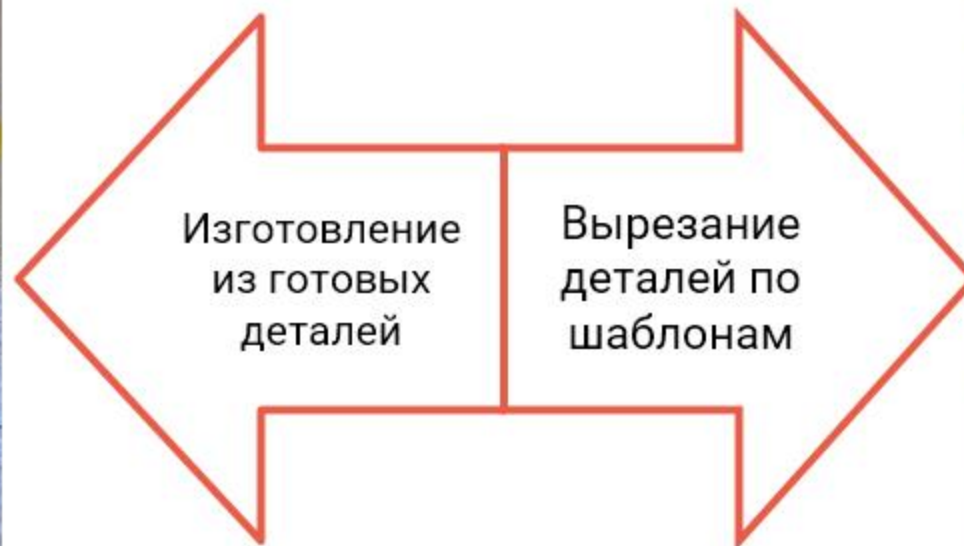 Изготовление
из готовых
деталей
Вырезание
деталей по
шаблонам